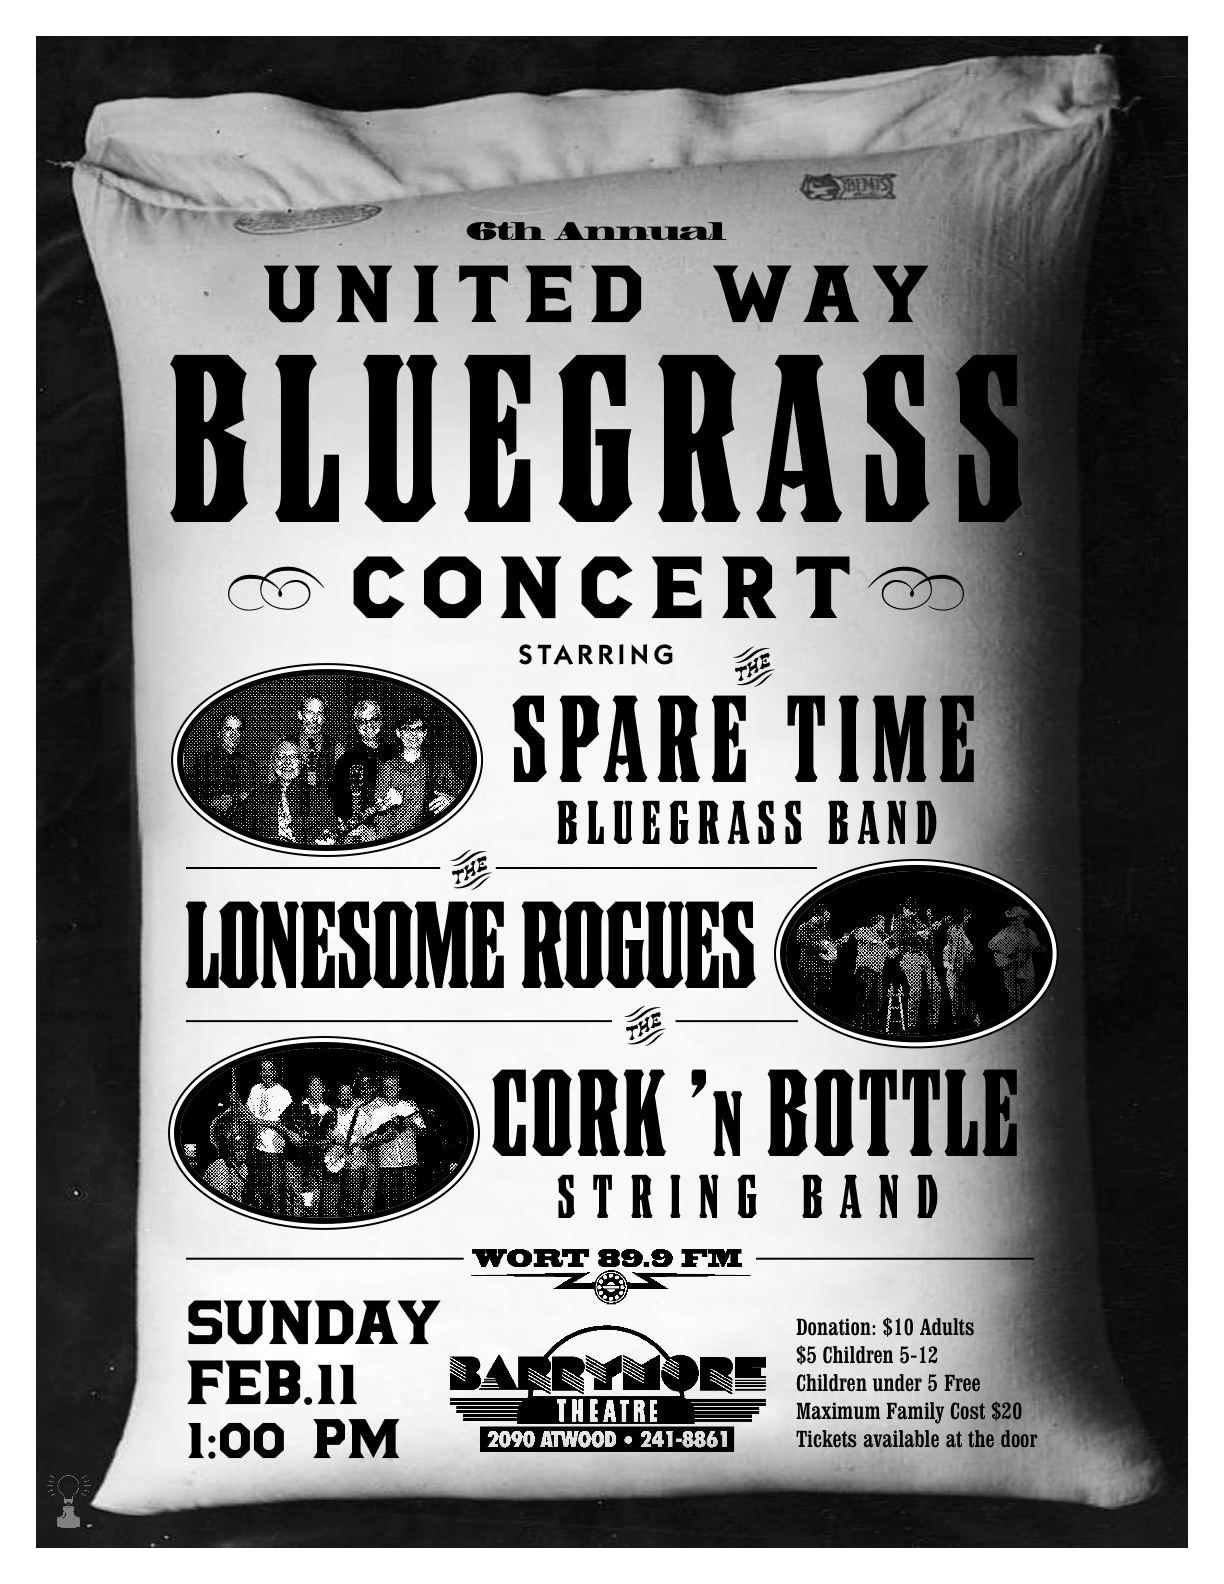 BEMIS
6th Annual
UNITED WAY
BLUEGRASS
CONCERT
STARRING
THE
SPARE TIME
BLUEGRASS BAND
THE
LONESOME ROGUES
THE
CORK ’N BOTTLE
STRING BAND
WORT 89.9 FM
SUNDAY
FEB.11
1:00 PM
BARRYMORE
THEATRE
2090 ATWOOD • 241-8861
Donation: $10 Adults
$5 Children 5-12
Children under 5 Free
Maximum Family Cost $20
Tickets available at the door